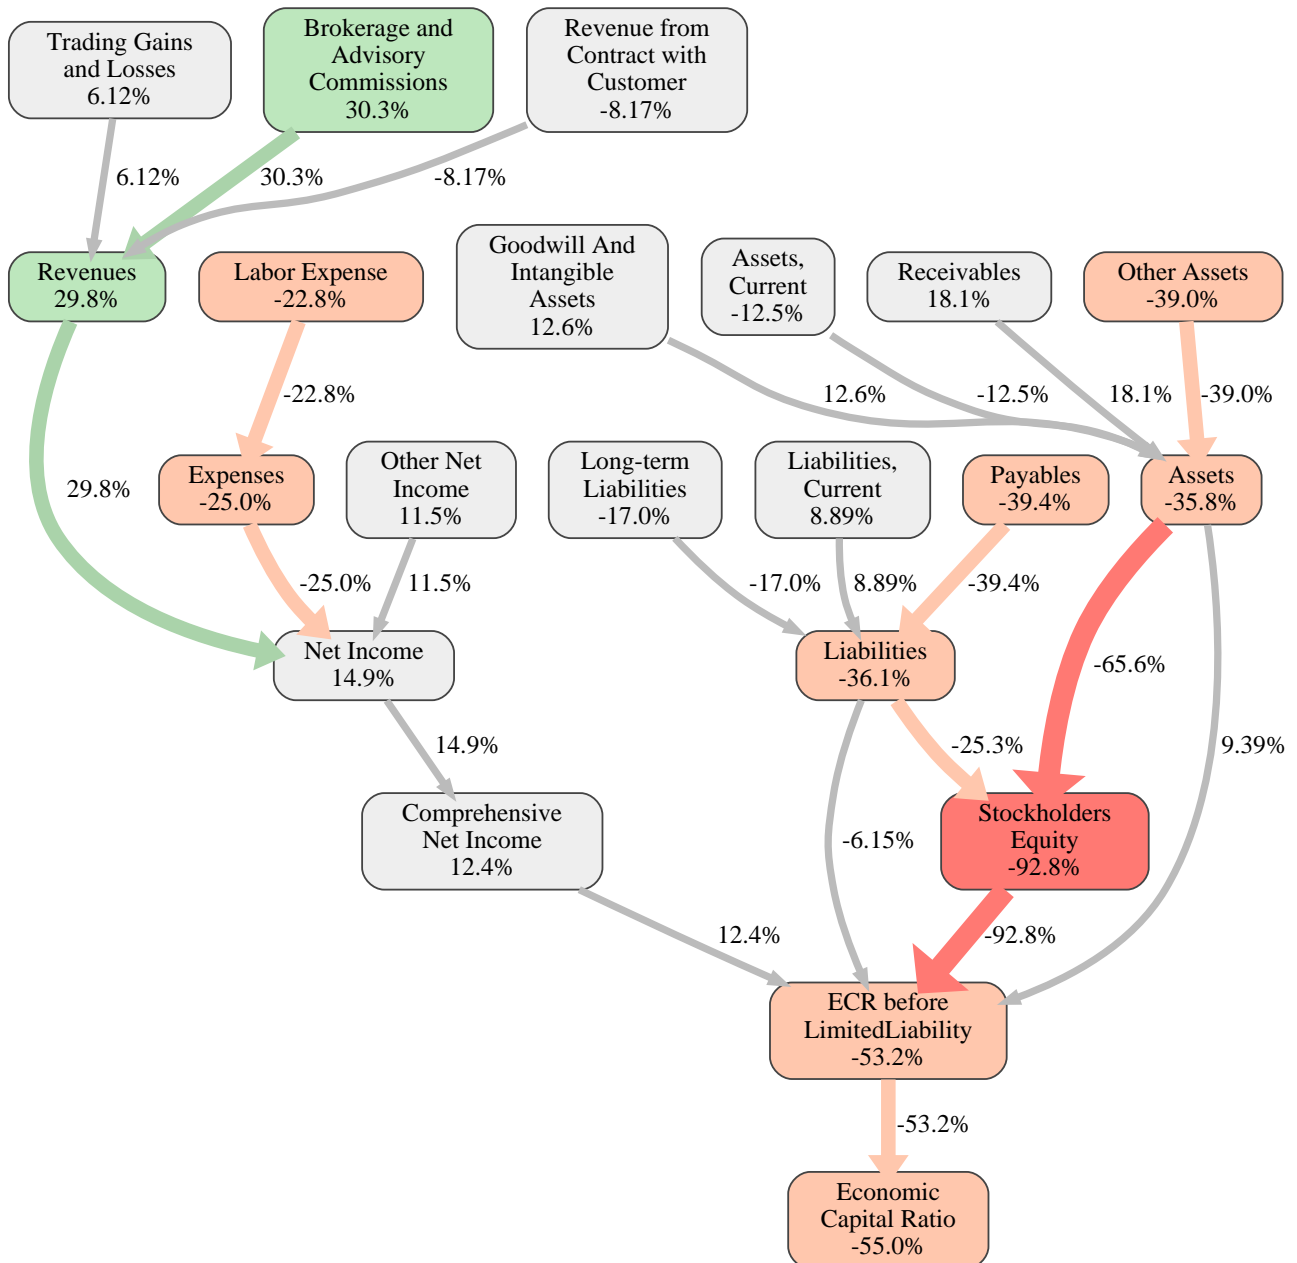 Trading Gains
and Losses
6.12%
Brokerage and
Advisory
Commissions
30.3%
Revenue from
Contract with
Customer
-8.17%
6.12%
30.3%
-8.17%
Revenues
29.8%
Labor Expense
-22.8%
Goodwill And
Intangible
Assets
12.6%
Assets,
Current
-12.5%
Receivables
18.1%
Other Assets
-39.0%
-22.8%
12.6%
-12.5%
18.1%
-39.0%
29.8%
Expenses
-25.0%
Other Net
Income
11.5%
Long-term
Liabilities
-17.0%
Liabilities,
Current
8.89%
Payables
-39.4%
Assets
-35.8%
-25.0%
11.5%
-17.0%
8.89%
-39.4%
-65.6%
9.39%
Net Income
14.9%
Liabilities
-36.1%
14.9%
-25.3%
Comprehensive
Net Income
12.4%
-6.15%
Stockholders
Equity
-92.8%
12.4%
-92.8%
ECR before
LimitedLiability
-53.2%
-53.2%
Economic
Capital Ratio
-55.0%